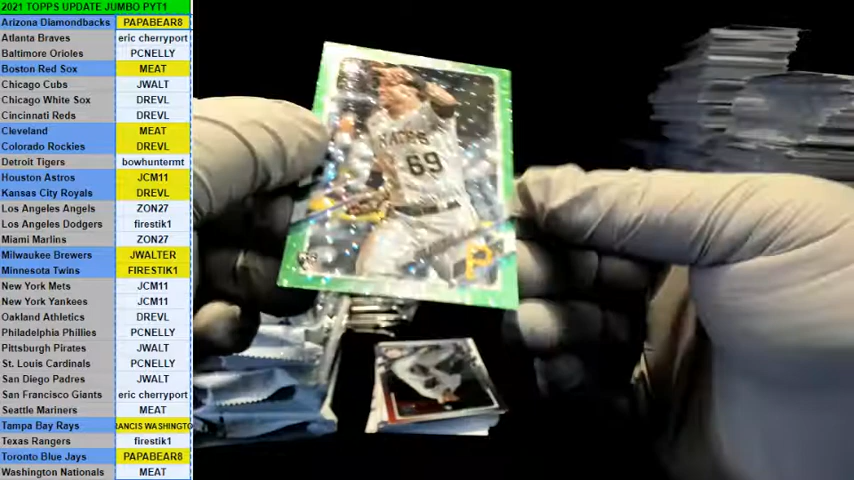 2021 TOPPS UPDATE JUMBO PYT1
Arizona Diamondbacks PAPABEAR8
Atlanta Braves eric cherryport
Baltimore Orioles PCNELLY
Boston Red Sox MEAT
Chicago Cubs JWALT
Chicago White Sox DREVL
Cincinnati Reds DREVL
Cleveland MEAT
Colorado Rockies DREVL
Detroit Tigers bowhuntermt
Houston Astros JCM11
Kansas City Royals DREVL
Los Angeles Angels ZON27
Los Angeles Dodgers firestik1
Miami Marlins ZON27
Milwaukee Brewers JWALTER
Minnesota Twins FIRESTIK1
New York Mets JCM11
New York Yankees JCM11
Oakland Athletics DREVL
Philadelphia Phillies PCNELLY
Pittsburgh Pirates JWALT
St. Louis Cardinals PCNELLY
San Diego Padres JWALT
San Francisco Giants eric cherryport
Seattle Mariners MEAT
Tampa Bay Rays RANCIS WASHINGTO
Texas Rangers firestik1
Toronto Blue Jays PAPABEAR8
Washington Nationals MEAT
69
P